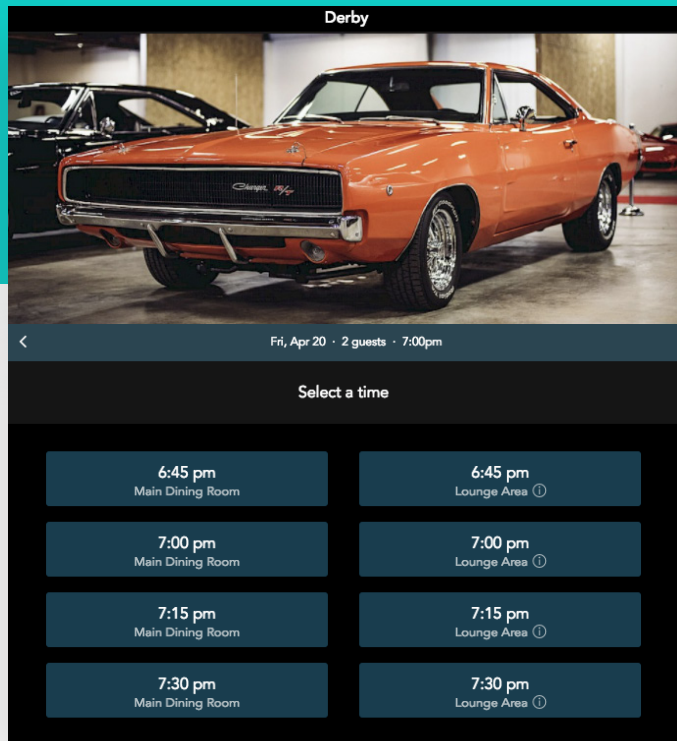 Derby
Charger R/T
Fri, Apr 20 · 2 guests · 7:00pm
Select a time
6:45 pm
Main Dining Room
6:45 pm
Lounge Area ⓘ
7:00 pm
Main Dining Room
7:00 pm
Lounge Area ⓘ
7:15 pm
Main Dining Room
7:15 pm
Lounge Area ⓘ
7:30 pm
Main Dining Room
7:30 pm
Lounge Area ⓘ